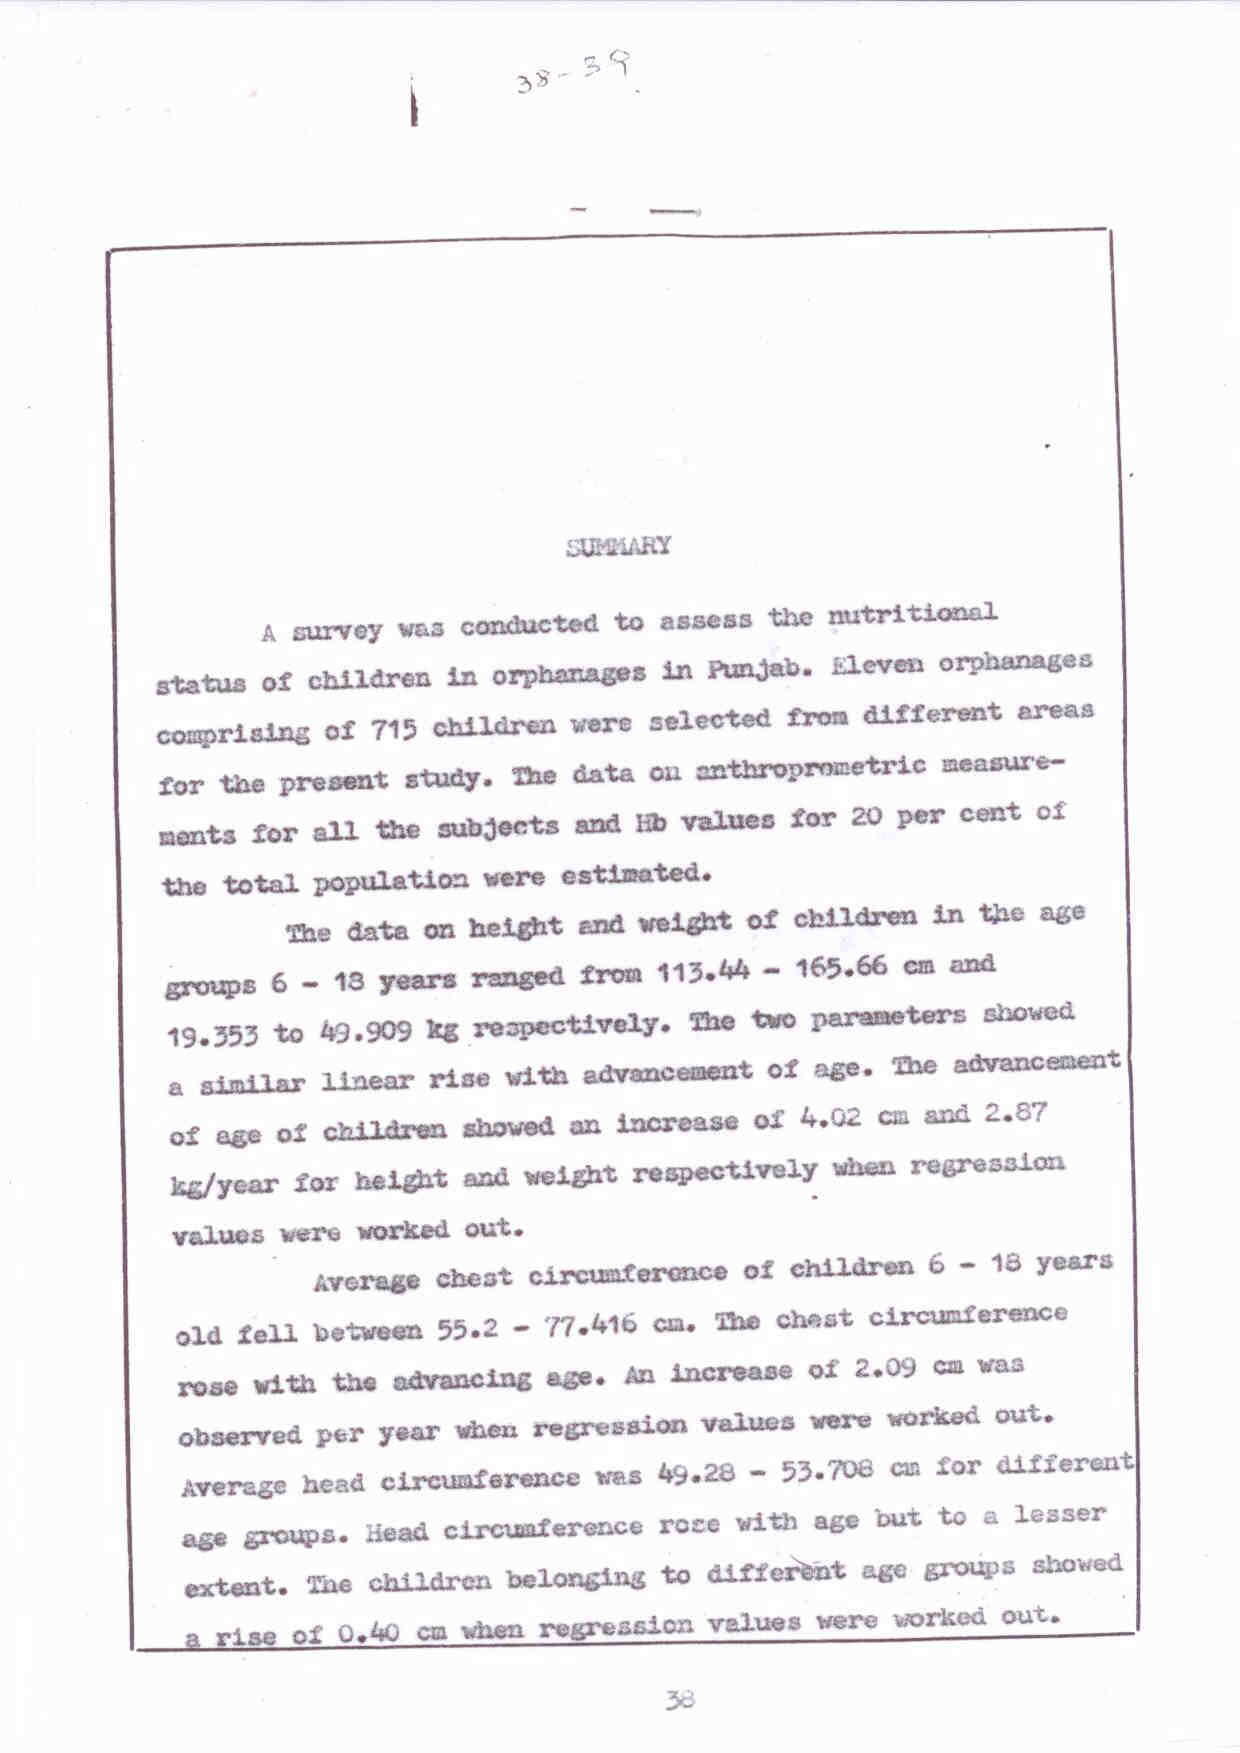 38-39
SUMMARY
A survey was conducted to assess the nutritional
status of children in orphanages in Punjab. Eleven orphanages
comprising of 715 children were selected from different areas
for the present study. The data on anthroprometric measure-
ments for all the subjects and Hb values for 20 per cent of
the total population were estimated.
The data on height and weight of children in the age
groups 6 - 18 years ranged from 113.44 - 165.66 cm and
19.353 to 49.909 kg respectively. The two parameters showed
a similar linear rise with advancement of age. The advancement
of age of children showed an increase of 4.02 cm and 2.87
kg/year for height and weight respectively when regression
values were worked out.
Average chest circumference of children 6 - 18 years
old fell between 55.2 - 77.416 cm. The chest circumference
rose with the advancing age. An increase of 2.09 cm was
observed per year when regression values were worked out.
Average head circumference was 49.28 - 53.708 cm for different
age groups. Head circumference rose with age but to a lesser
extent. The children belonging to different age groups showed
a rise of 0.40 cm when regression values were worked out.
38